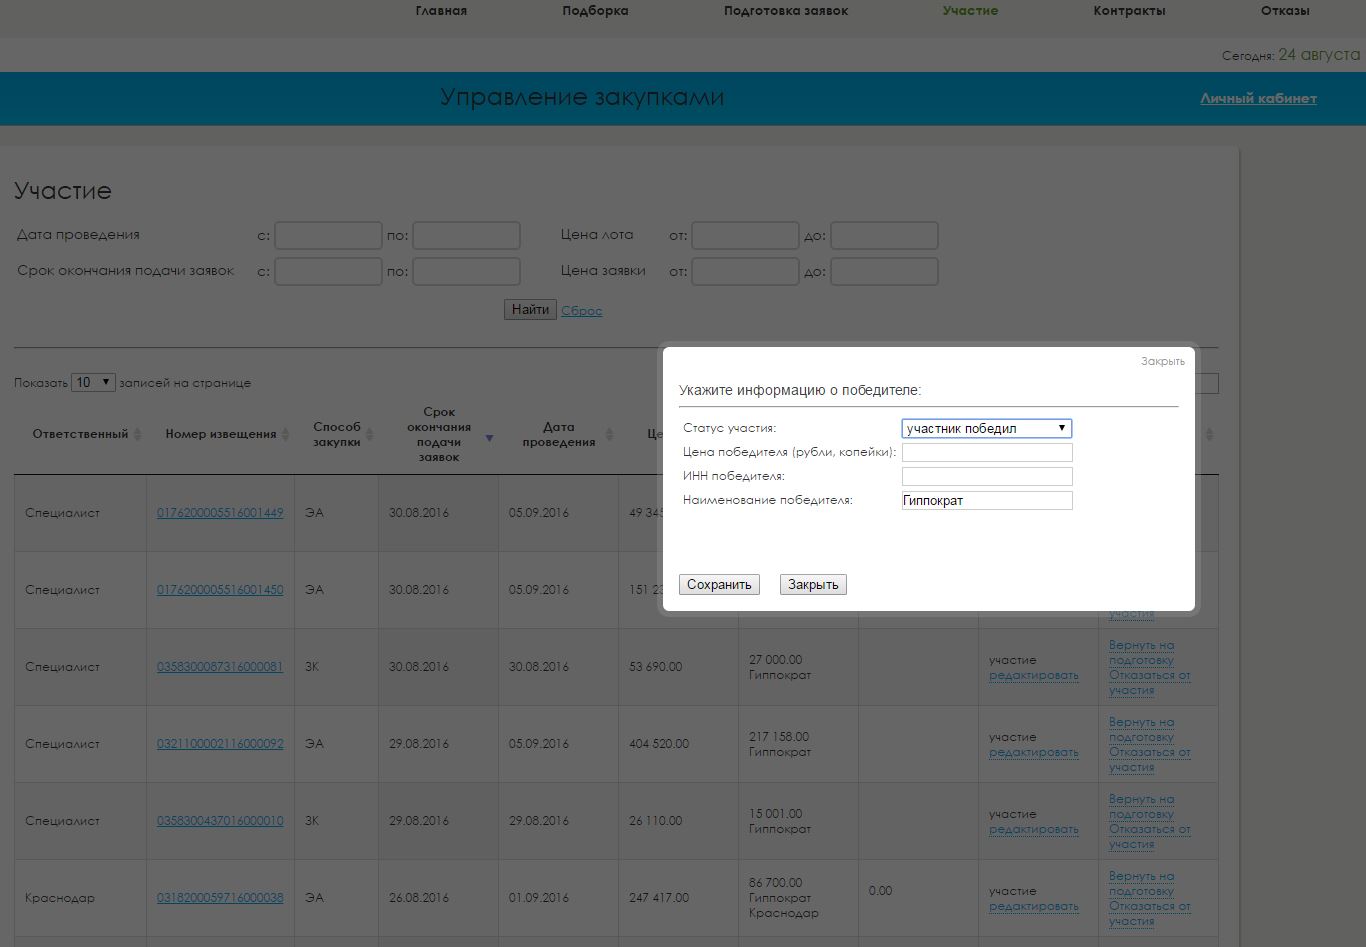 Главная Подборка Подготовка заявок Участие Контракты Отказы
Сегодня: 24 августа
Управление закупками Личный кабинет
Участие
Дата проведения с: по: Цена лота от: до:
Срок окончания подачи заявок с: по: Цена заявки от: до:
Найти Сброс
Закрыть
Показать 10 записей на странице
Укажите информацию о победителе:
Статус участия: участник победил
Цена победителя (рубли, копейки):
ИНН победителя:
Наименование победителя: Гиппократ
Сохранить Закрыть
Ответственный Номер извещения Способ закупки Срок окончания подачи заявок Дата проведения
Специалист 0176200005516001449 ЭА 30.08.2016 05.09.2016 49 345
Специалист 0176200005516001450 ЭА 30.08.2016 05.09.2016 151
участия
Специалист 0358300087316000081 ЗК 30.08.2016 30.08.2016 53 690.00 27 000.00 Гиппократ участие редактировать Вернуть на подготовку Отказаться от участия
Специалист 0321100002116000092 ЭА 29.08.2016 05.09.2016 404 520.00 217 158.00 Гиппократ участие редактировать Вернуть на подготовку Отказаться от участия
Специалист 0358300437016000010 ЗК 29.08.2016 29.08.2016 26 110.00 15 001.00 Гиппократ участие редактировать Вернуть на подготовку Отказаться от участия
Краснодар 0318200059716000038 ЭА 26.08.2016 01.09.2016 247 417.00 86 700.00 Гиппократ Краснодар 0.00 участие редактировать Вернуть на подготовку Отказаться от участия